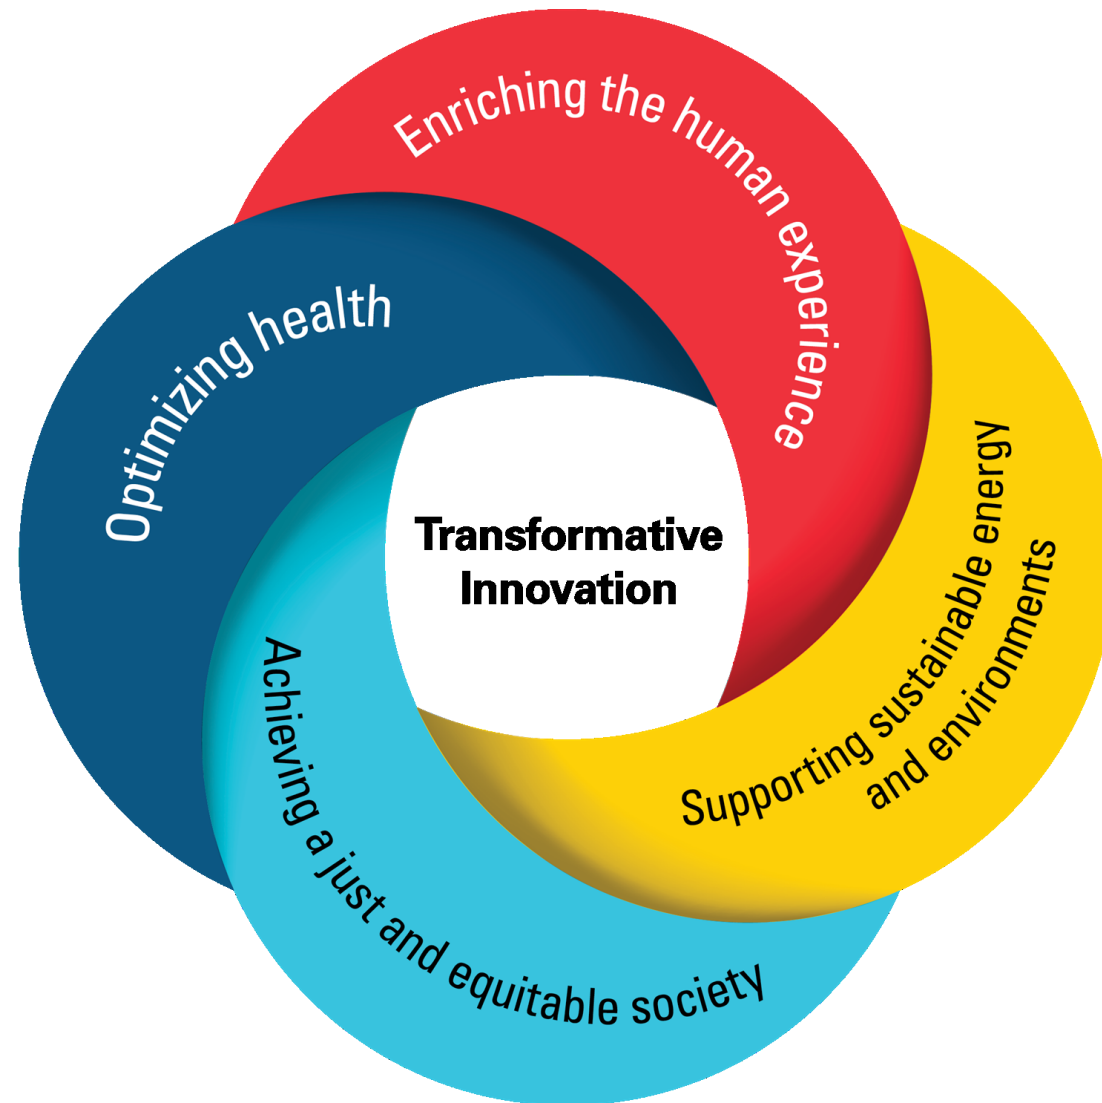 Enriching the human experience
Optimizing health
Transformative
Innovation
Supporting sustainable energy
and environments
Achieving a just and equitable society